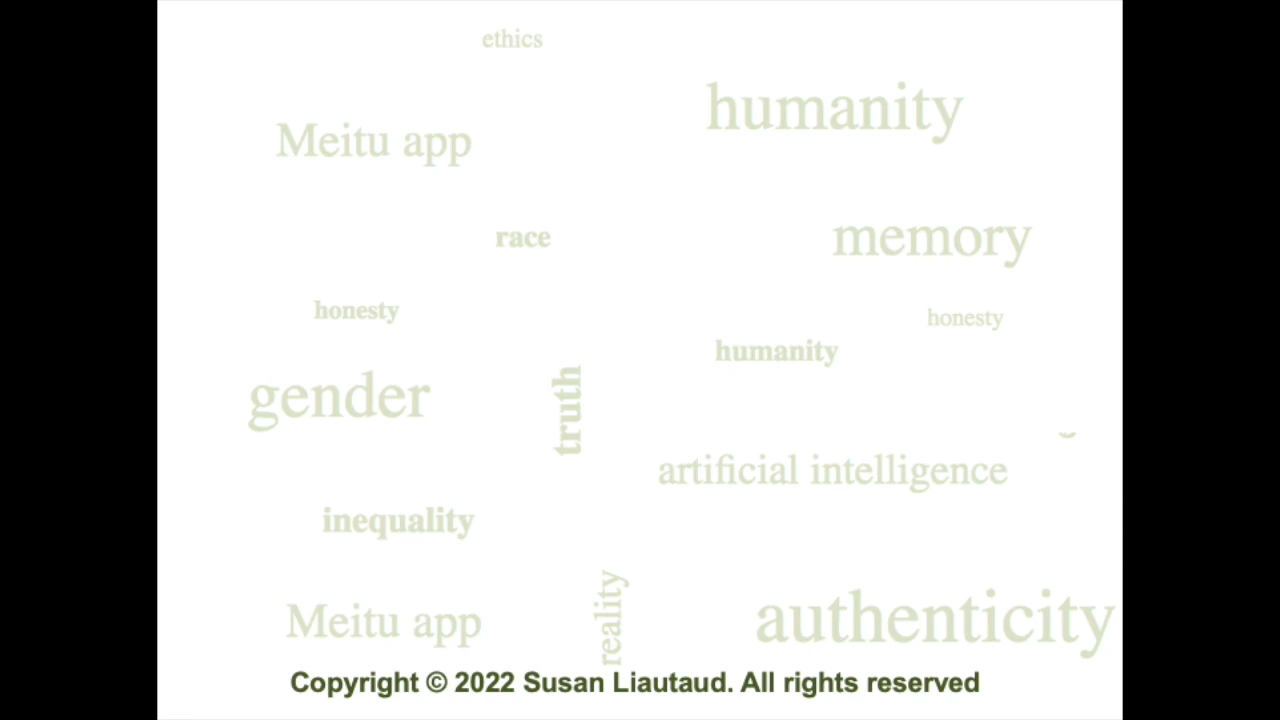 ethics
humanity
Meitu app
race
memory
honesty
honesty
humanity
gender
truth
artificial intelligence
inequality
reality
Meitu app
authenticity
Copyright © 2022 Susan Liautaud. All rights reserved